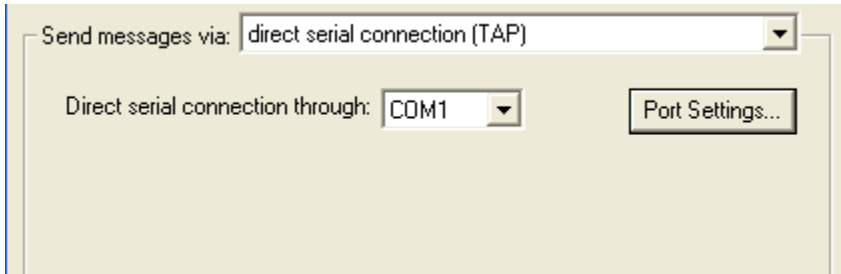 Send messages via: direct serial connection (TAP)
Direct serial connection through: COM1 Port Settings...